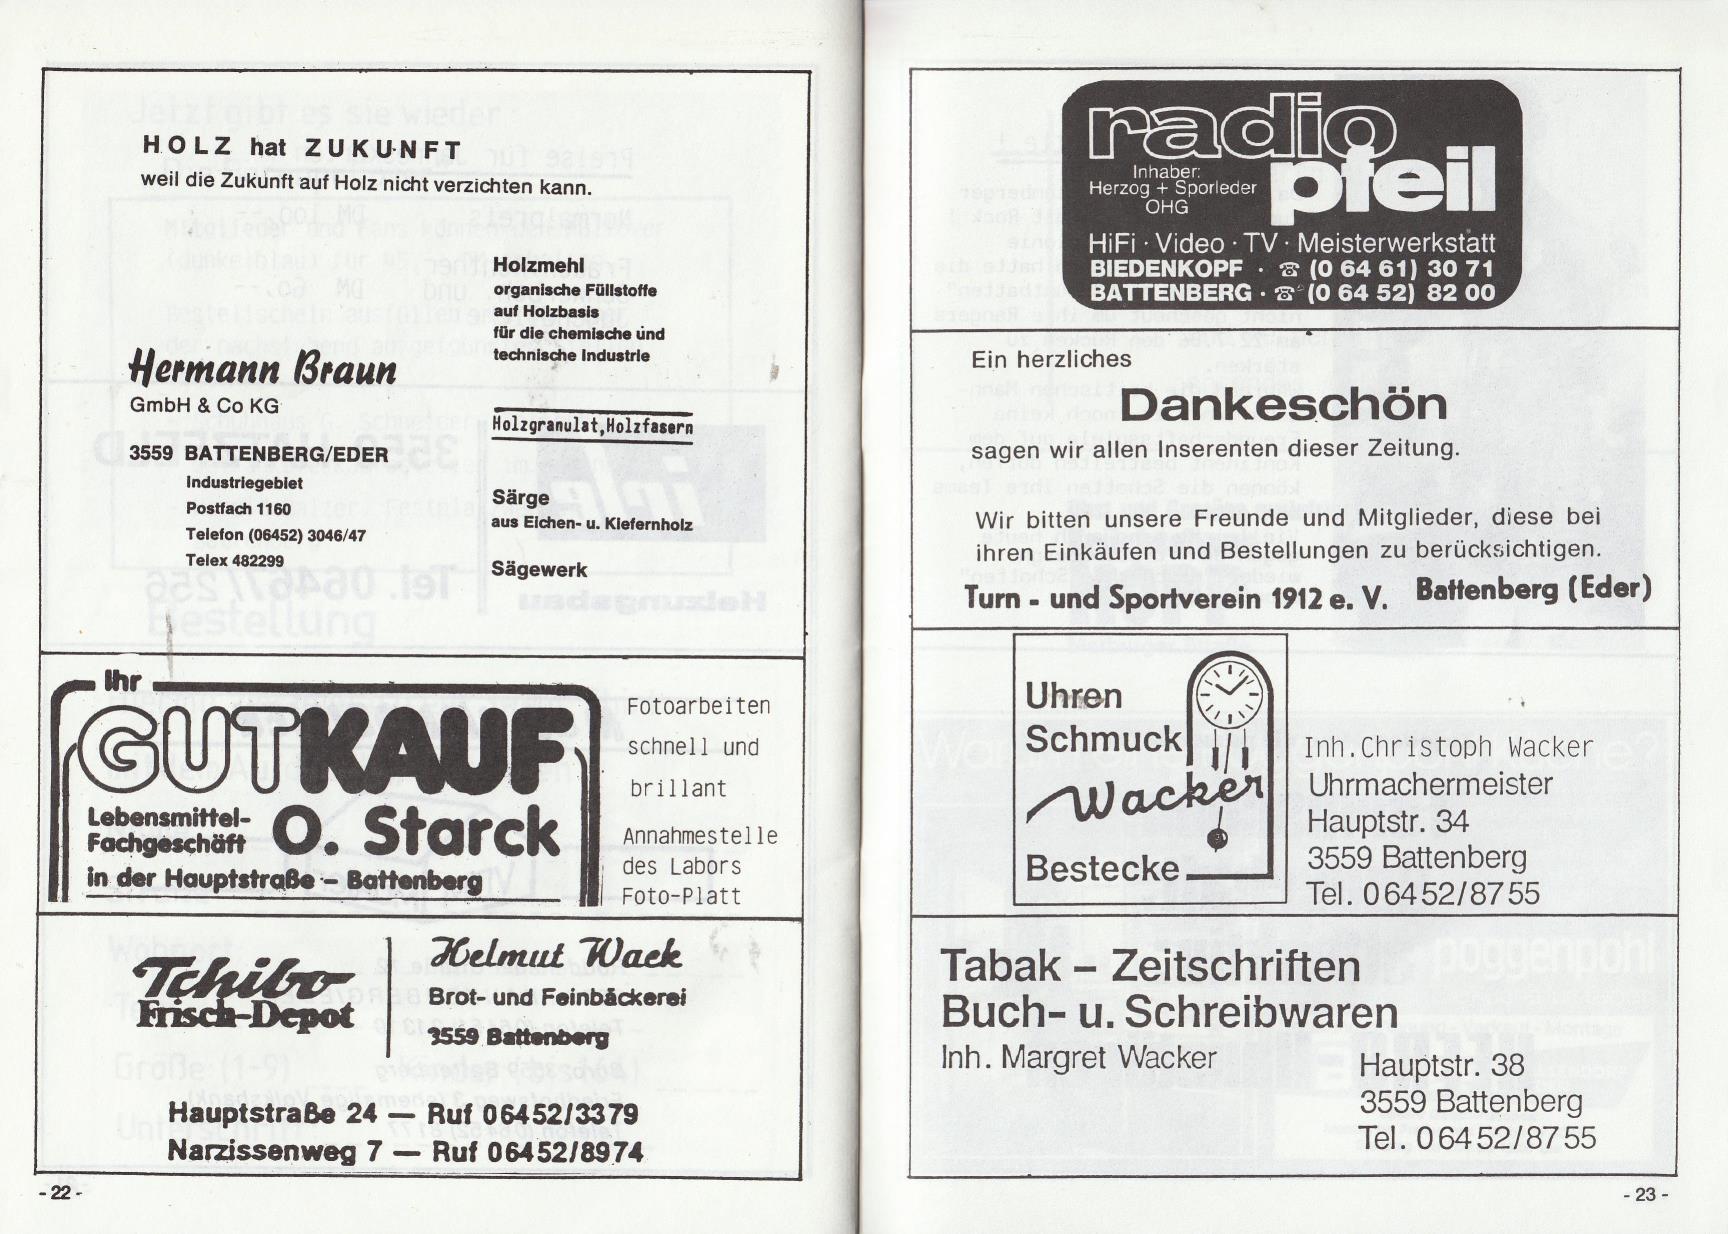 HOLZ hat ZUKUNFT
weil die Zukunft auf Holz nicht verzichten kann.
Holzmehl
organische Füllstoffe
auf Holzbasis
für die chemische und
technische Industrie
Hermann Braun
GmbH & Co KG
3559 BATTENBERG/EDER
Industriegebiet
Postfach 1160
Telefon (06452) 3046/47
Telex 482299
Holzgranulat,Holzfasern
Särge
aus Eichen- u. Kiefernholz
Sägewerk
Ihr
GUTKAUF
Lebensmittel-
Fachgeschäft
O. Starck
in der Hauptstraße – Battenberg
Fotoarbeiten
schnell und
brillant
Annahmestelle
des Labors
Foto-Platt
Tchibo
Frisch-Depot
Helmut Wack
Brot- und Feinbäckerei
3559 Battenberg
Hauptstraße 24 — Ruf 06452/3379
Narzissenweg 7 — Ruf 06452/8974
- 22 -
radio
pfeil
Inhaber:
Herzog + Sporleder
OHG
HiFi · Video · TV · Meisterwerkstatt
BIEDENKOPF · ☎ (0 64 61) 30 71
BATTENBERG · ☎ (0 64 52) 82 00
Ein herzliches
Dankeschön
sagen wir allen Inserenten dieser Zeitung.
Wir bitten unsere Freunde und Mitglieder, diese bei
ihren Einkäufen und Bestellungen zu berücksichtigen.
Turn - und Sportverein 1912 e. V. Battenberg (Eder)
Uhren
Schmuck
Wacker
Bestecke
Inh.Christoph Wacker
Uhrmachermeister
Hauptstr. 34
3559 Battenberg
Tel. 06452/8755
Tabak – Zeitschriften
Buch- u. Schreibwaren
Inh. Margret Wacker
Hauptstr. 38
3559 Battenberg
Tel. 06452/8755
- 23 -